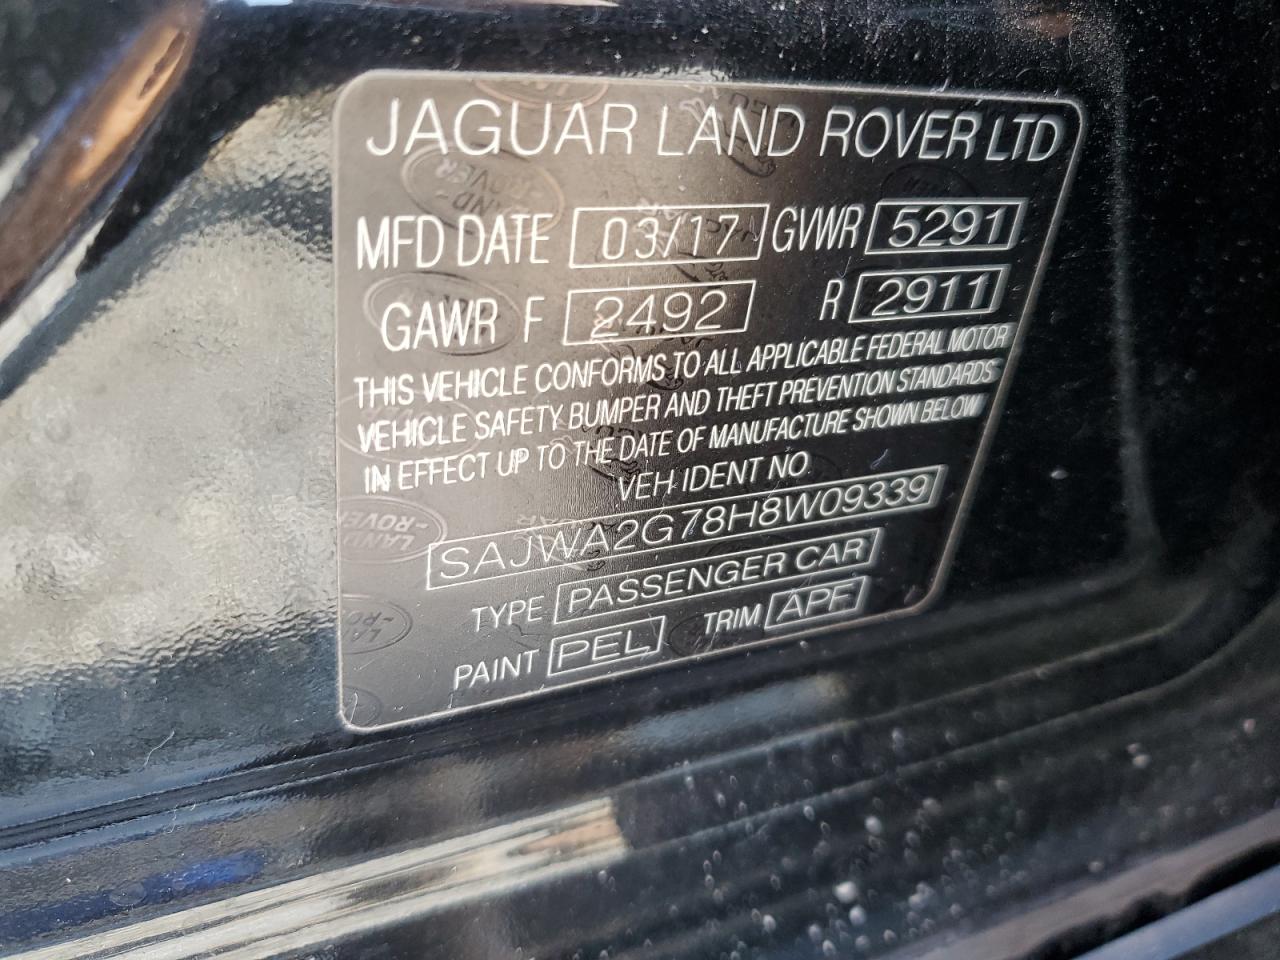 JAGUAR LAND ROVER LTD
MFD DATE 03/17 GVWR 5291
GAWR F 2492 R 2911
THIS VEHICLE CONFORMS TO ALL APPLICABLE FEDERAL MOTOR
VEHICLE SAFETY BUMPER AND THEFT PREVENTION STANDARDS
IN EFFECT UP TO THE DATE OF MANUFACTURE SHOWN BELOW
VEH IDENT NO
SAJWA2G78H8W09339
TYPE PASSENGER CAR
PAINT PEL TRIM APF